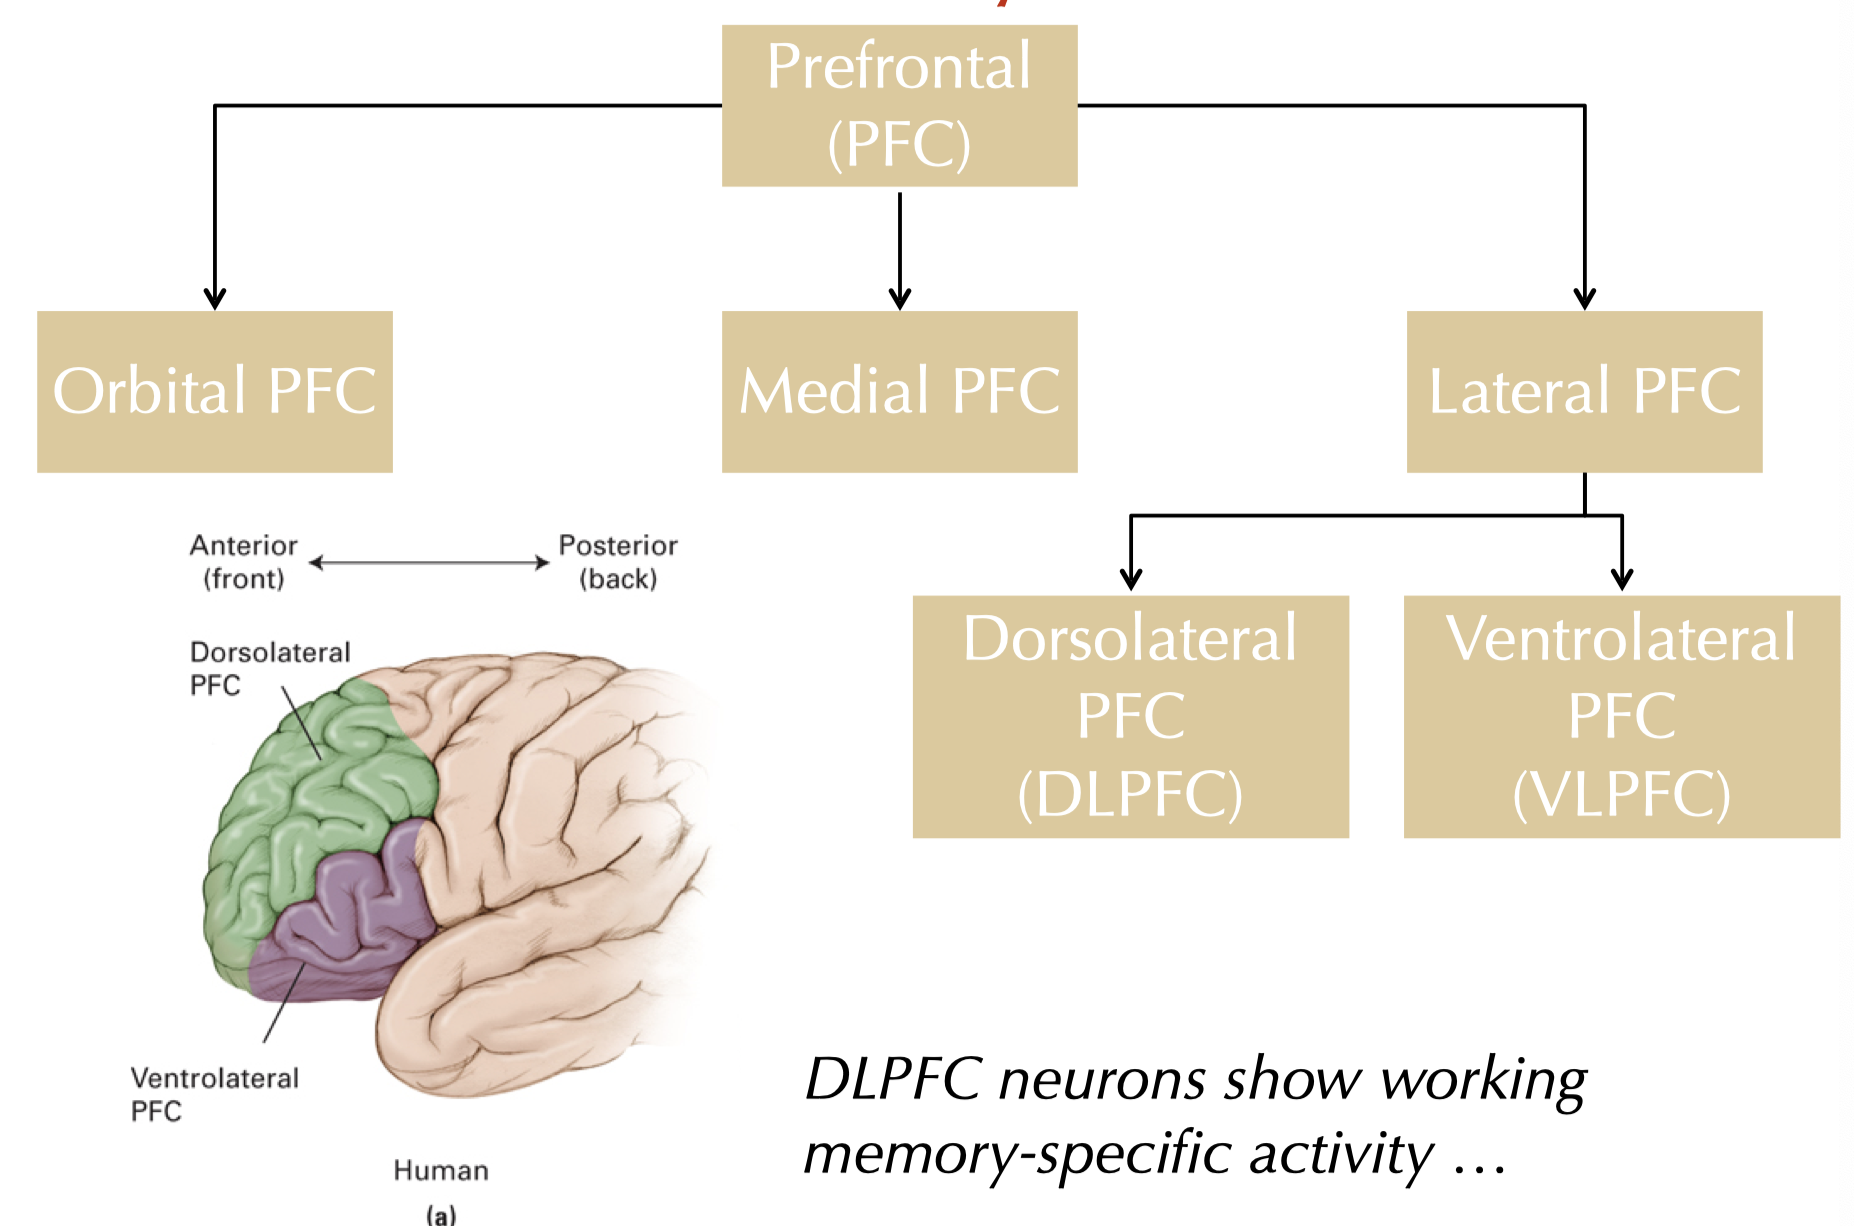 Prefrontal
(PFC)
Orbital PFC
Medial PFC
Lateral PFC
Dorsolateral
PFC
(DLPFC)
Ventrolateral
PFC
(VLPFC)
Anterior
(front)
Posterior
(back)
Dorsolateral
PFC
Ventrolateral
PFC
Human
(a)
DLPFC neurons show working
memory-specific activity …